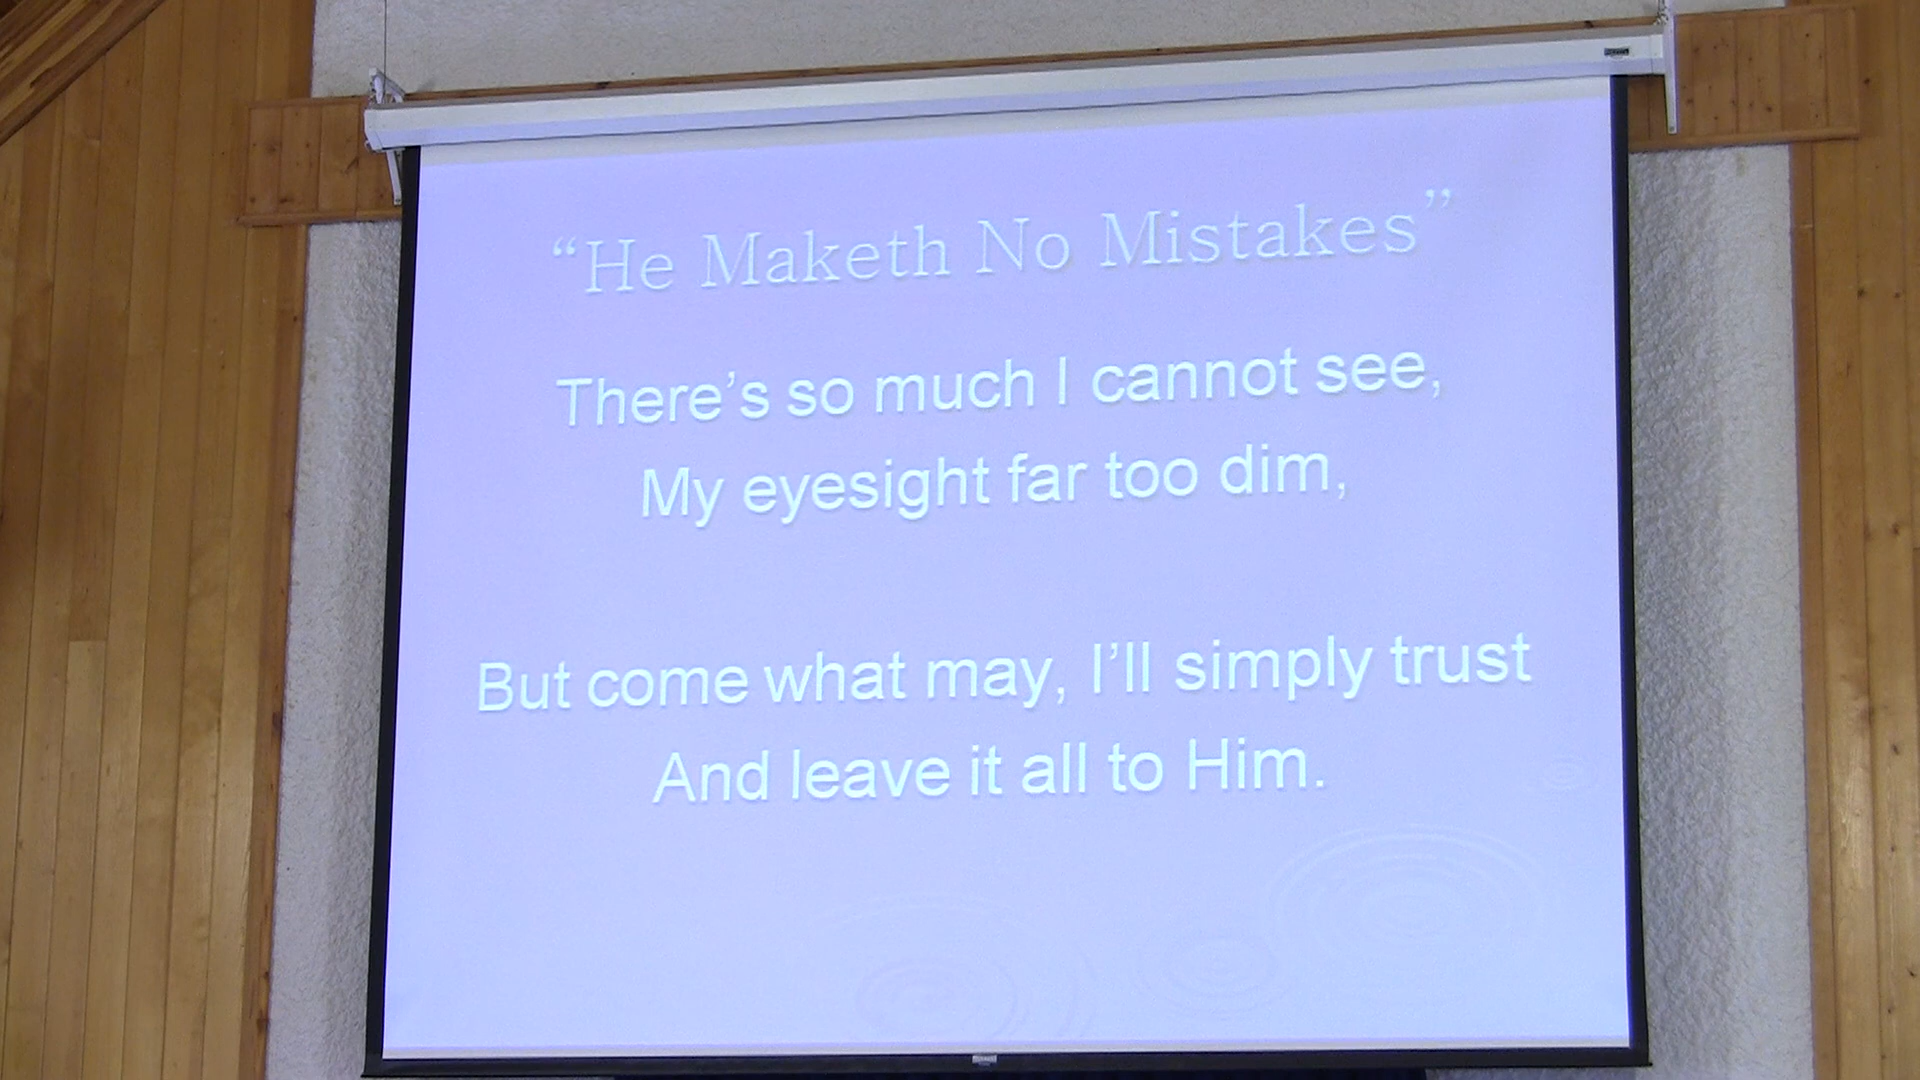 “He Maketh No Mistakes”
There’s so much I cannot see,
My eyesight far too dim,
But come what may, I’ll simply trust
And leave it all to Him.